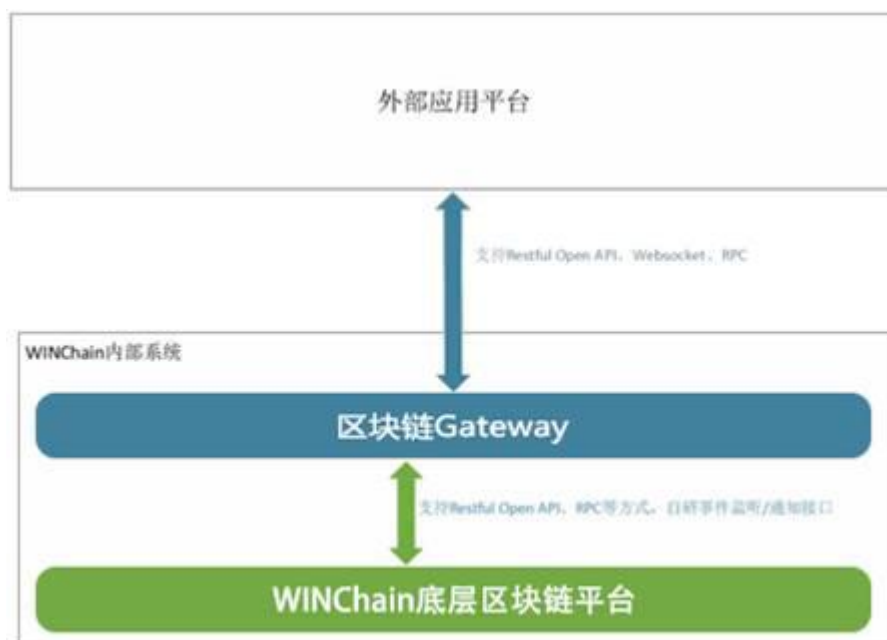 外部应用平台
支持Restful Open API、Websocket、RPC
WINChain内部系统
区块链Gateway
支持Restful Open API、RPC等方式，自研事件监听/通知接口
WINChain底层区块链平台